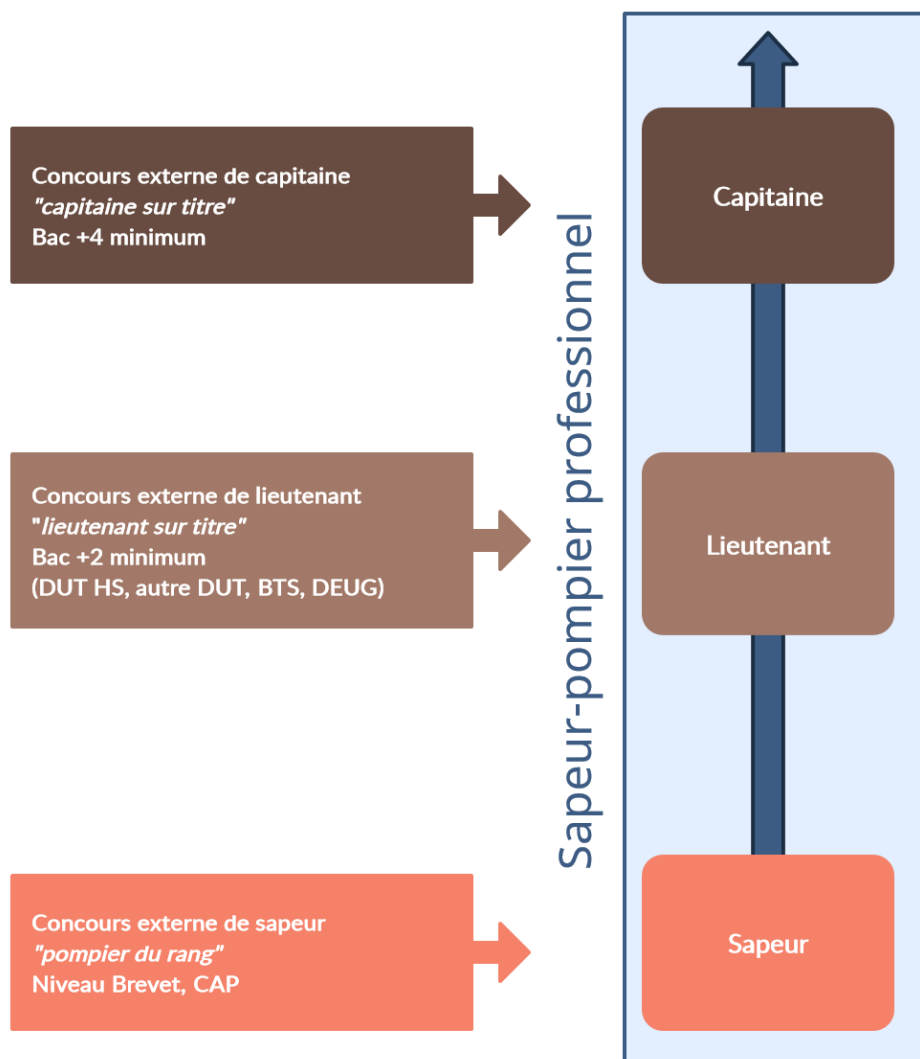 Concours externe de capitaine
"capitaine sur titre"
Bac +4 minimum
Capitaine
Sapeur-pompier professionnel
Concours externe de lieutenant
"lieutenant sur titre"
Bac +2 minimum
(DUT HS, autre DUT, BTS, DEUG)
Lieutenant
Concours externe de sapeur
"pompier du rang"
Niveau Brevet, CAP
Sapeur